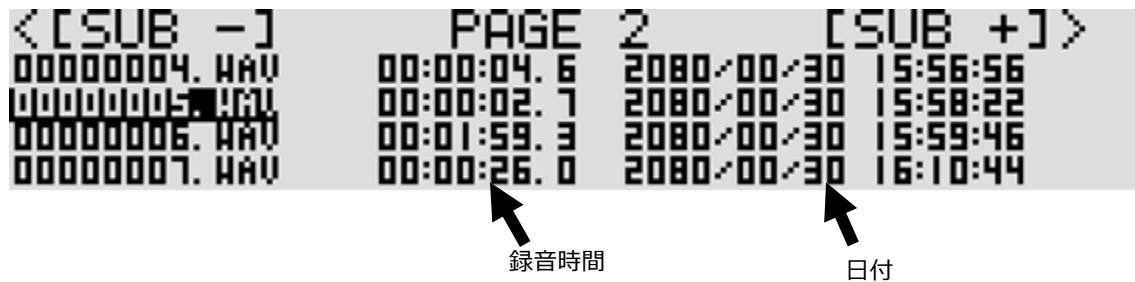 <[SUB -] PAGE 2 [SUB +]>
00000004.WAV 00:00:04.6 2080/00/30 15:56:56
00000005.WAV 00:00:02.7 2080/00/30 15:58:22
00000006.WAV 00:01:59.3 2080/00/30 15:59:46
00000007.WAV 00:00:26.0 2080/00/30 16:10:44
録音時間
日付